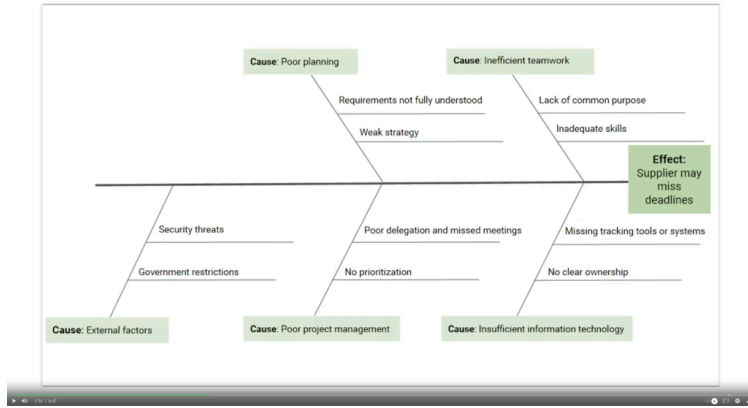 Cause: Poor planning
Cause: Inefficient teamwork
Requirements not fully understood
Lack of common purpose
Weak strategy
Inadequate skills
Effect:
Supplier may
miss
deadlines
Security threats
Poor delegation and missed meetings
Missing tracking tools or systems
Government restrictions
No prioritization
No clear ownership
Cause: External factors
Cause: Poor project management
Cause: Insufficient information technology